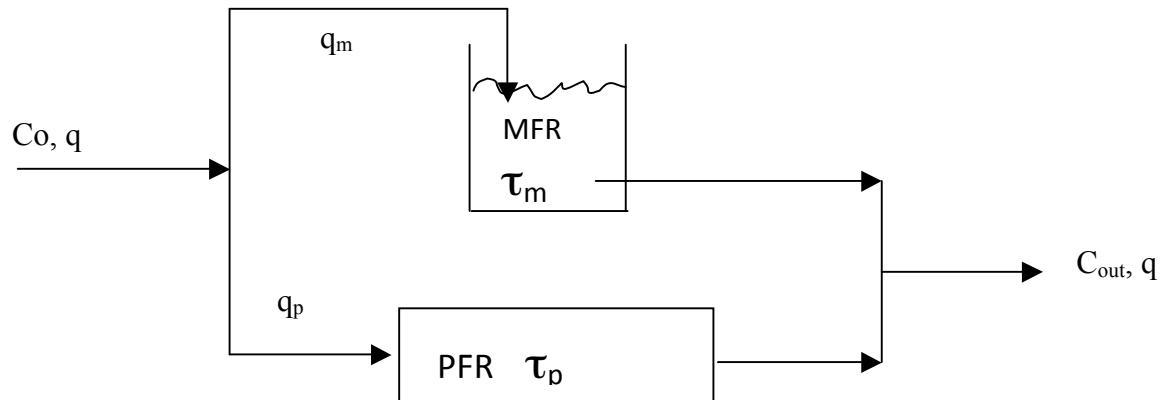 qm
Co, q
MFR
τm
Cout, q
qp
PFR τp